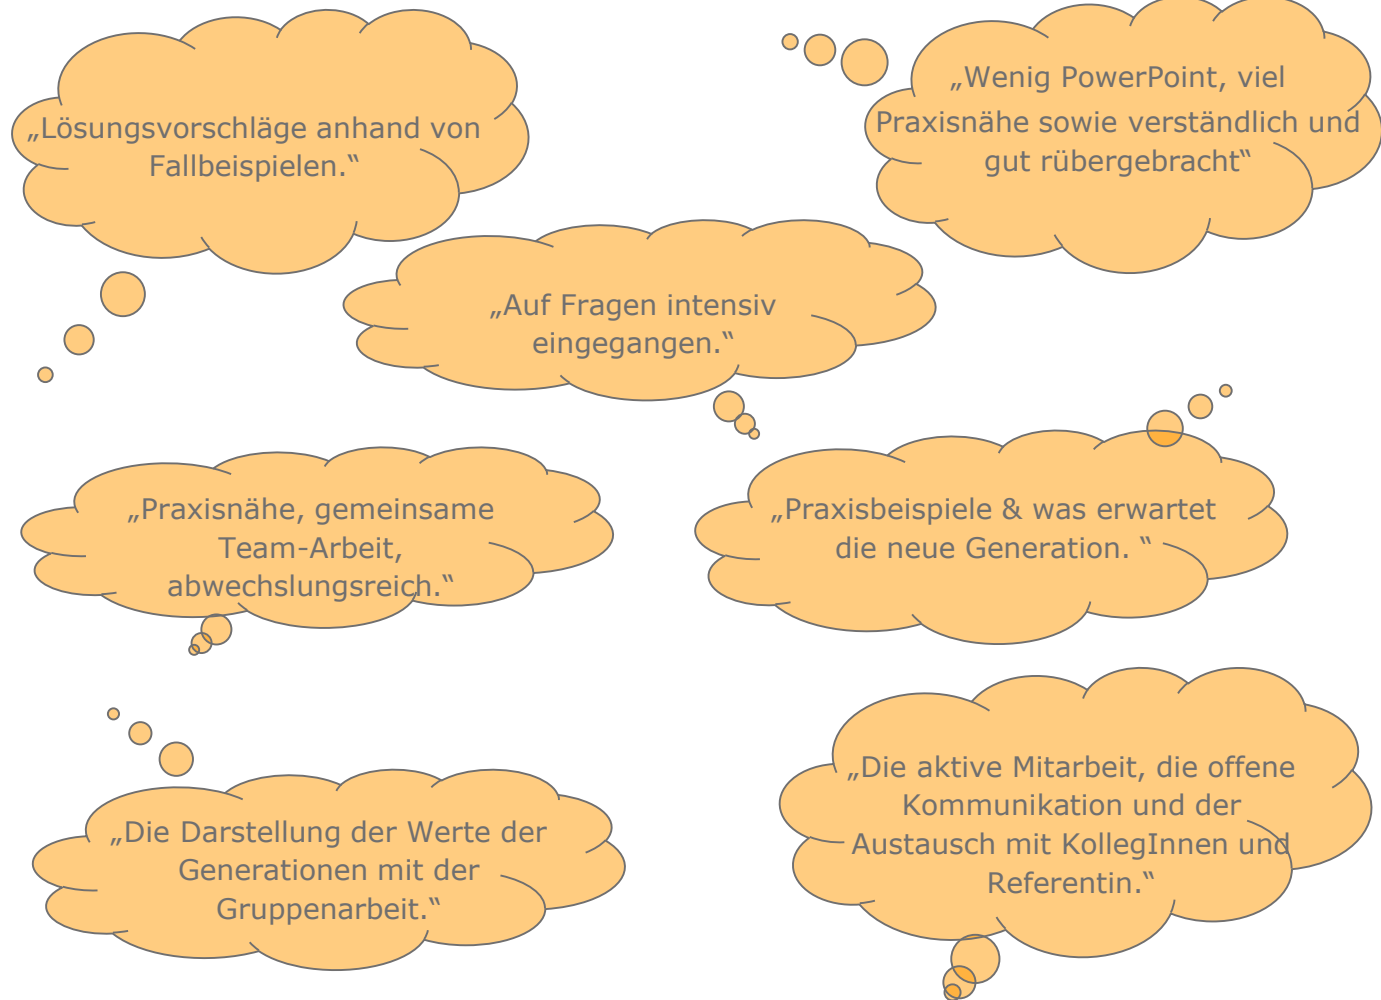 „Lösungsvorschläge anhand von
Fallbeispielen.“
„Wenig PowerPoint, viel
Praxisnähe sowie verständlich und
gut rübergebracht“
„Auf Fragen intensiv
eingegangen.“
„Praxisnähe, gemeinsame
Team-Arbeit,
abwechslungsreich.“
„Praxisbeispiele & was erwartet
die neue Generation. “
„Die Darstellung der Werte der
Generationen mit der
Gruppenarbeit.“
„Die aktive Mitarbeit, die offene
Kommunikation und der
Austausch mit KollegInnen und
Referentin.“